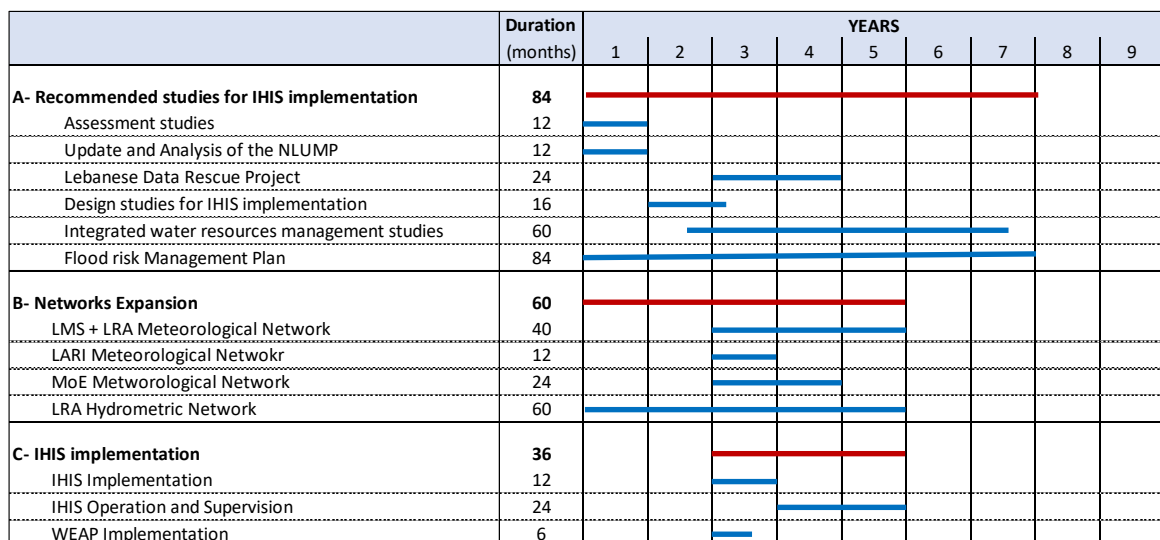 Duration YEARS
(months) 1 2 3 4 5 6 7 8 9
A- Recommended studies for IHIS implementation 84
Assessment studies 12
Update and Analysis of the NLUMP 12
Lebanese Data Rescue Project 24
Design studies for IHIS implementation 16
Integrated water resources management studies 60
Flood risk Management Plan 84
B- Networks Expansion 60
LMS + LRA Meteorological Network 40
LARI Meteorological Netwokr 12
MoE Metworological Network 24
LRA Hydrometric Network 60
C- IHIS implementation 36
IHIS Implementation 12
IHIS Operation and Supervision 24
WEAP Implementation 6